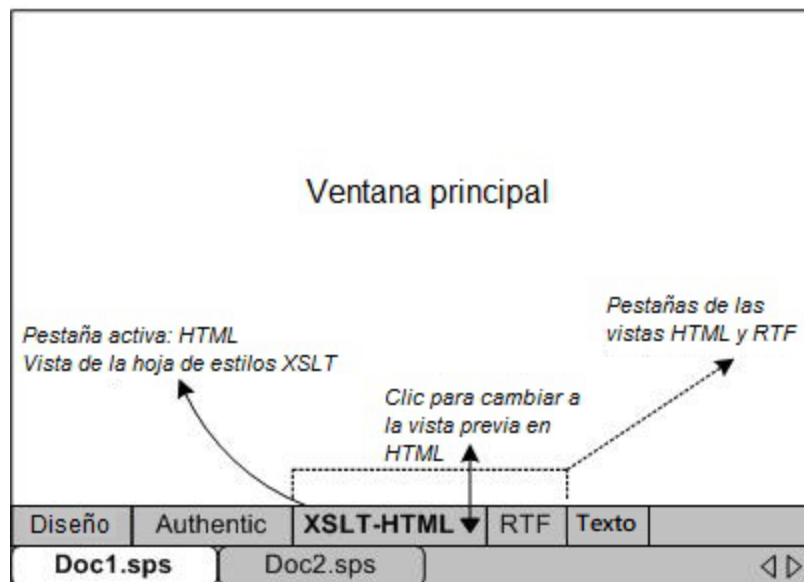 Ventana principal
Pestañas de las
vistas HTML y RTF
Pestaña activa: HTML
Vista de la hoja de estilos XSLT
Clic para cambiar a
la vista previa en
HTML
Diseño Authentic XSLT-HTML RTF Texto
Doc1.sps Doc2.sps